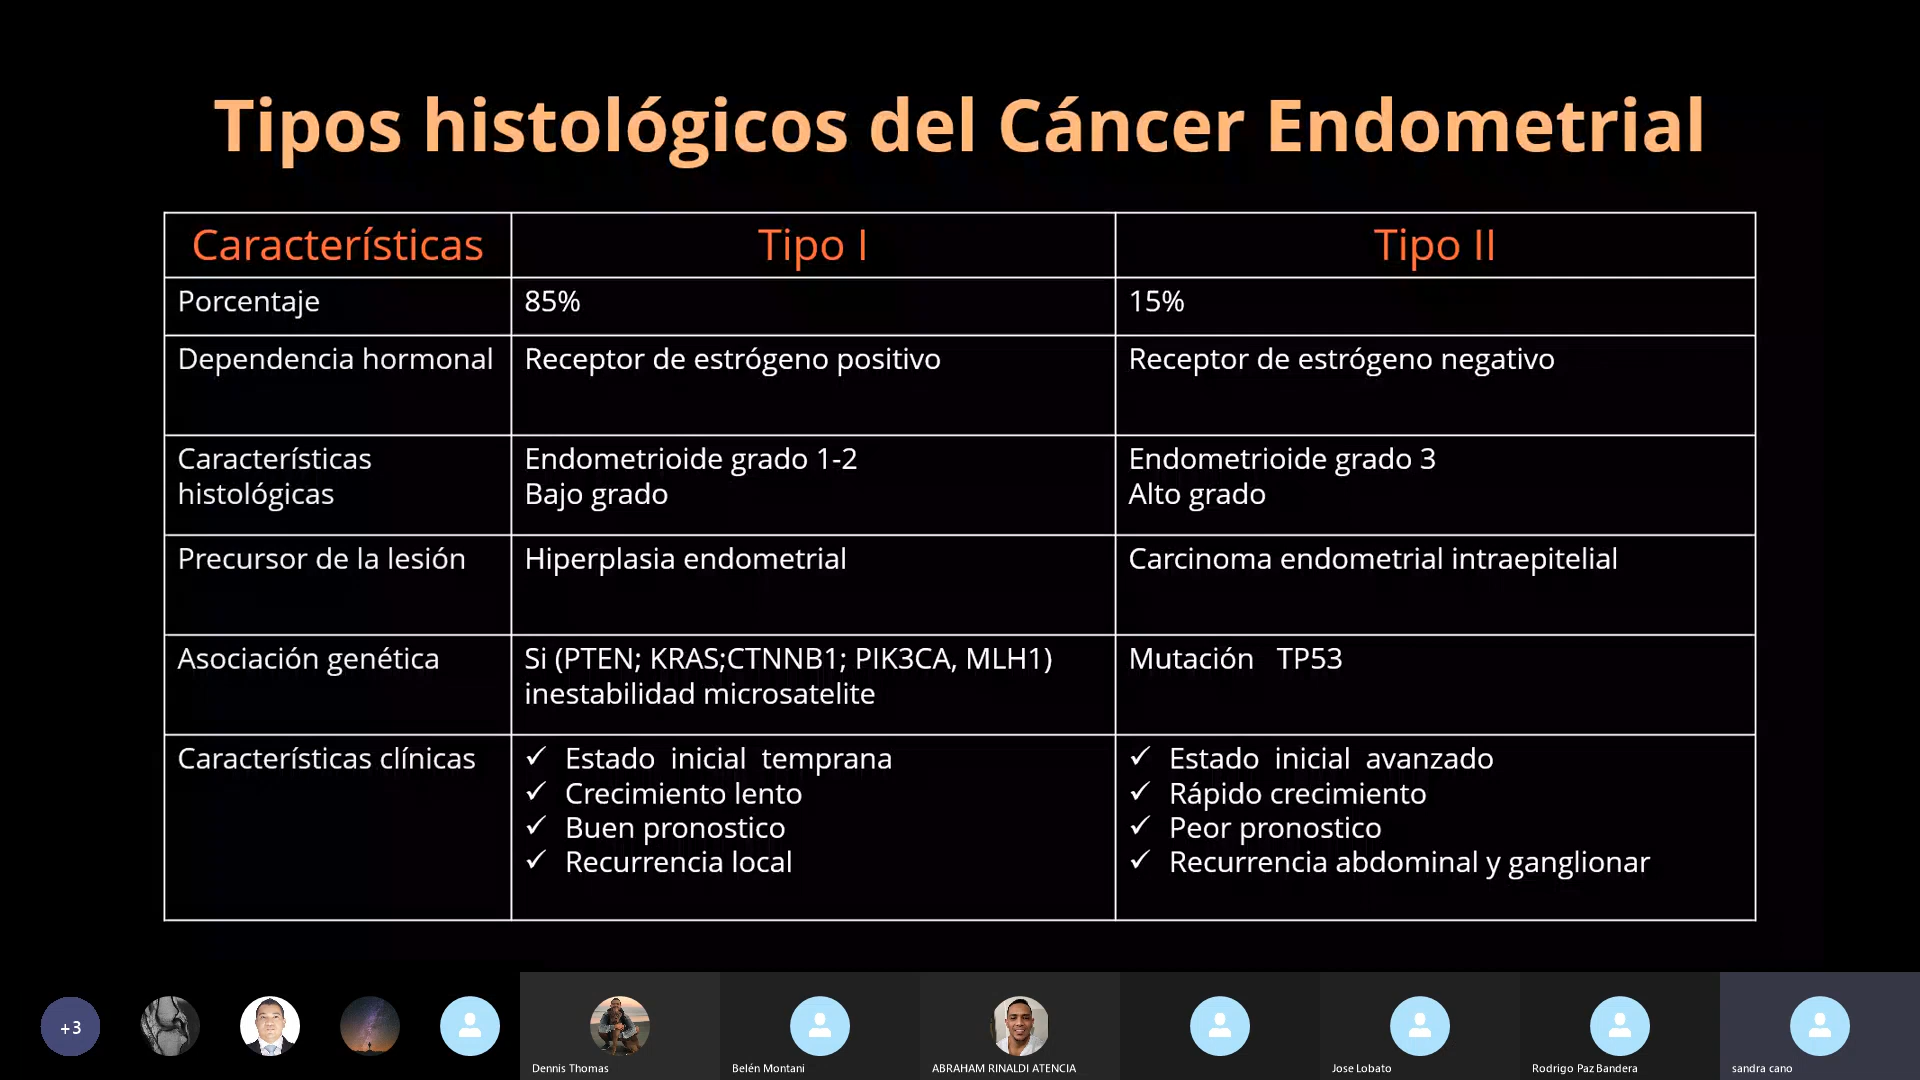 Tipos histológicos del Cáncer Endometrial
Características
Tipo I
Tipo II
Porcentaje
85%
15%
Dependencia hormonal
Receptor de estrógeno positivo
Receptor de estrógeno negativo
Características
histológicas
Endometrioide grado 1-2
Bajo grado
Endometrioide grado 3
Alto grado
Precursor de la lesión
Hiperplasia endometrial
Carcinoma endometrial intraepitelial
Asociación genética
Si (PTEN; KRAS;CTNNB1; PIK3CA, MLH1)
inestabilidad microsatelite
Mutación TP53
Características clínicas
✓ Estado inicial temprana
✓ Crecimiento lento
✓ Buen pronostico
✓ Recurrencia local
✓ Estado inicial avanzado
✓ Rápido crecimiento
✓ Peor pronostico
✓ Recurrencia abdominal y ganglionar
+3
Dennis Thomas
Belén Montani
ABRAHAM RINALDI ATENCIA
Jose Lobato
Rodrigo Paz Bandera
sandra cano